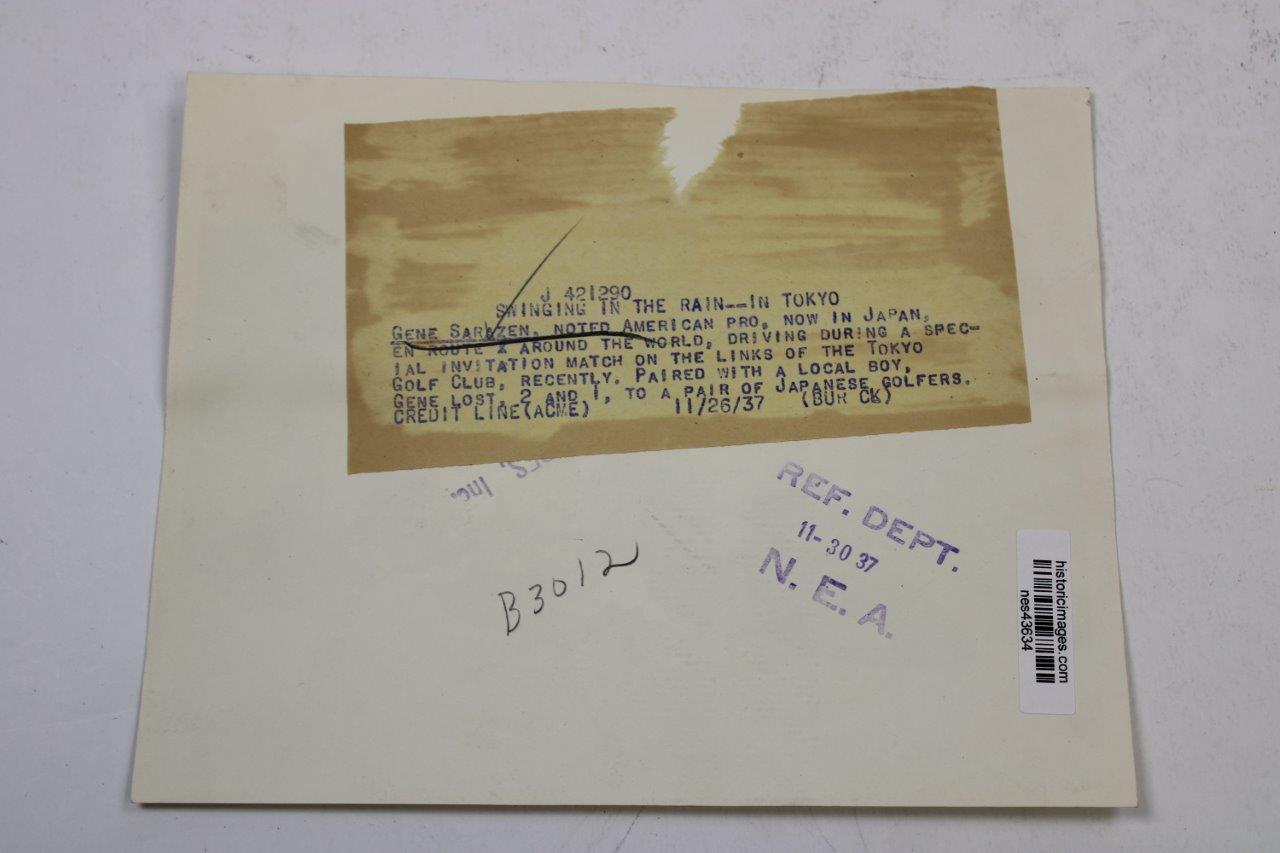 J 421290
SWINGING IN THE RAIN--IN TOKYO
GENE SARAZEN, NOTED AMERICAN PRO, NOW IN JAPAN,
EN ROUTE X AROUND THE WORLD, DRIVING DURING A SPEC-
IAL INVITATION MATCH ON THE LINKS OF THE TOKYO
GOLF CLUB, RECENTLY. PAIRED WITH A LOCAL BOY,
GENE LOST, 2 AND 1, TO A PAIR OF JAPANESE GOLFERS.
CREDIT LINE(ACME) 11/26/37 (BUR CK)
Inc.
REF. DEPT.
11-30 37
N. E. A.
B3012
historicimages.com
nes43634